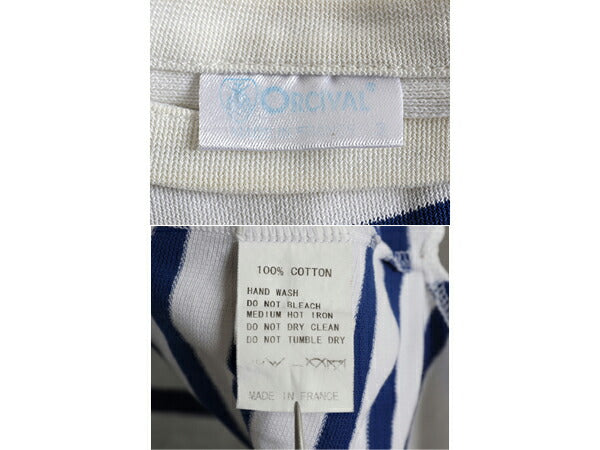 ORCIVAL
100% COTTON
HAND WASH
DO NOT BLEACH
MEDIUM HOT IRON
DO NOT DRY CLEAN
DO NOT TUMBLE DRY
MADE IN FRANCE